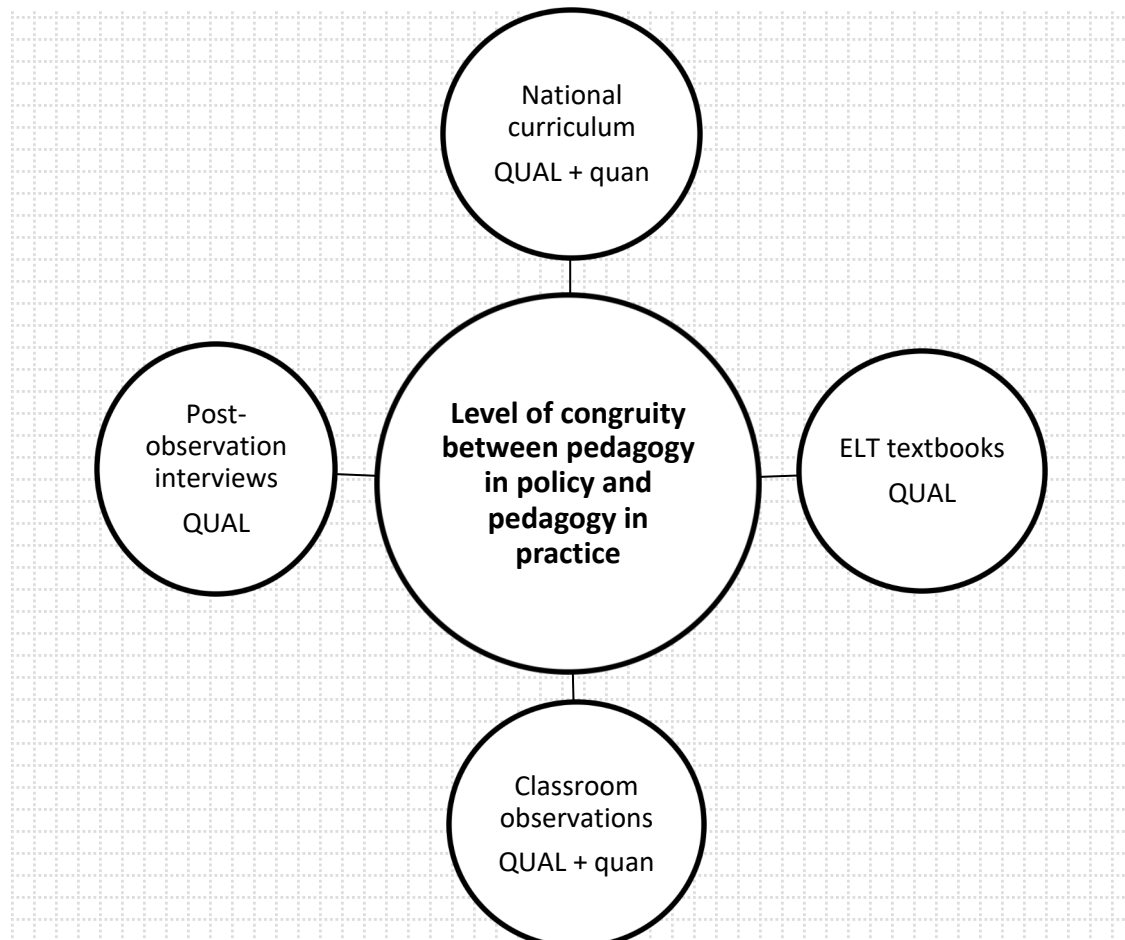 National
curriculum
QUAL + quan
Post-
observation
interviews
QUAL
Level of congruity
between pedagogy
in policy and
pedagogy in
practice
ELT textbooks
QUAL
Classroom
observations
QUAL + quan